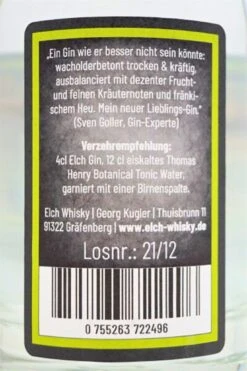 „Ein Gin wie er besser nicht sein könnte:
wacholderbetont trocken & kräftig,
ausbalanciert mit dezenter Frucht-
und feinen Kräuternoten und fränki-
schem Heu. Mein neuer Lieblings-Gin."
(Sven Goller, Gin-Experte)
Verzehrempfehlung:
4cl Elch Gin, 12 cl eiskaltes Thomas
Henry Botanical Tonic Water,
garniert mit einer Birnenspalte.
Elch Whisky | Georg Kugler | Thuisbrunn 11
91322 Gräfenberg | www.elch-whisky.de
Losnr.: 21/12
0 755263 722496